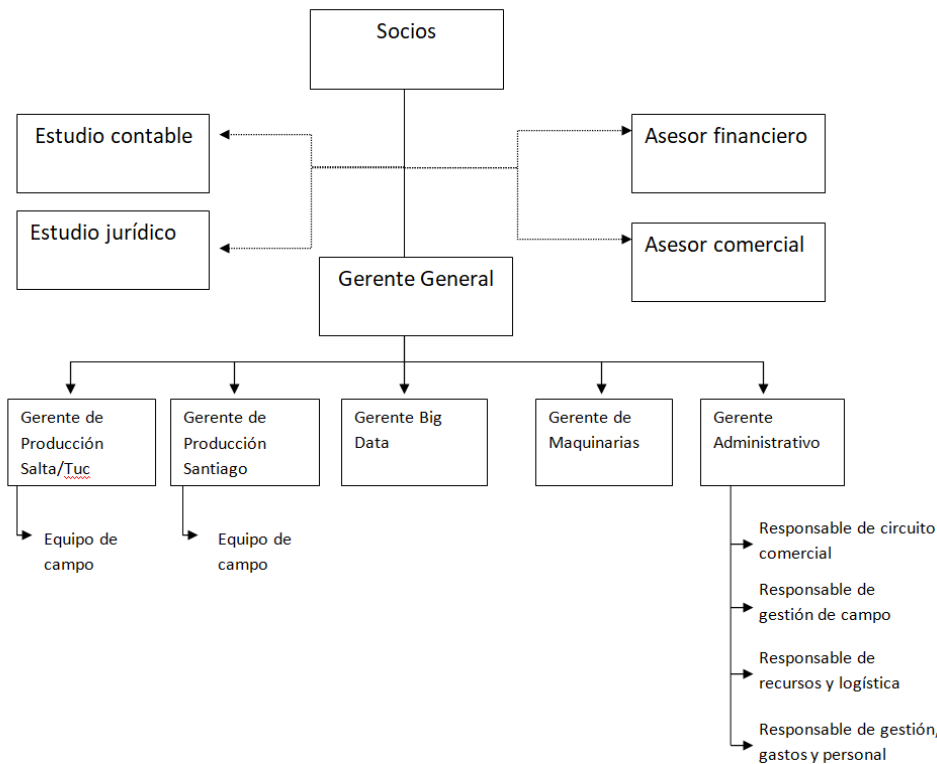 Socios
Estudio contable
Asesor financiero
Estudio jurídico
Asesor comercial
Gerente General
Gerente de
Producción
Salta/Tuc
Gerente de
Producción
Santiago
Gerente Big
Data
Gerente de
Maquinarias
Gerente
Administrativo
Equipo de
campo
Equipo de
campo
Responsable de circuito
comercial
Responsable de
gestión de campo
Responsable de
recursos y logística
Responsable de gestión,
gastos y personal